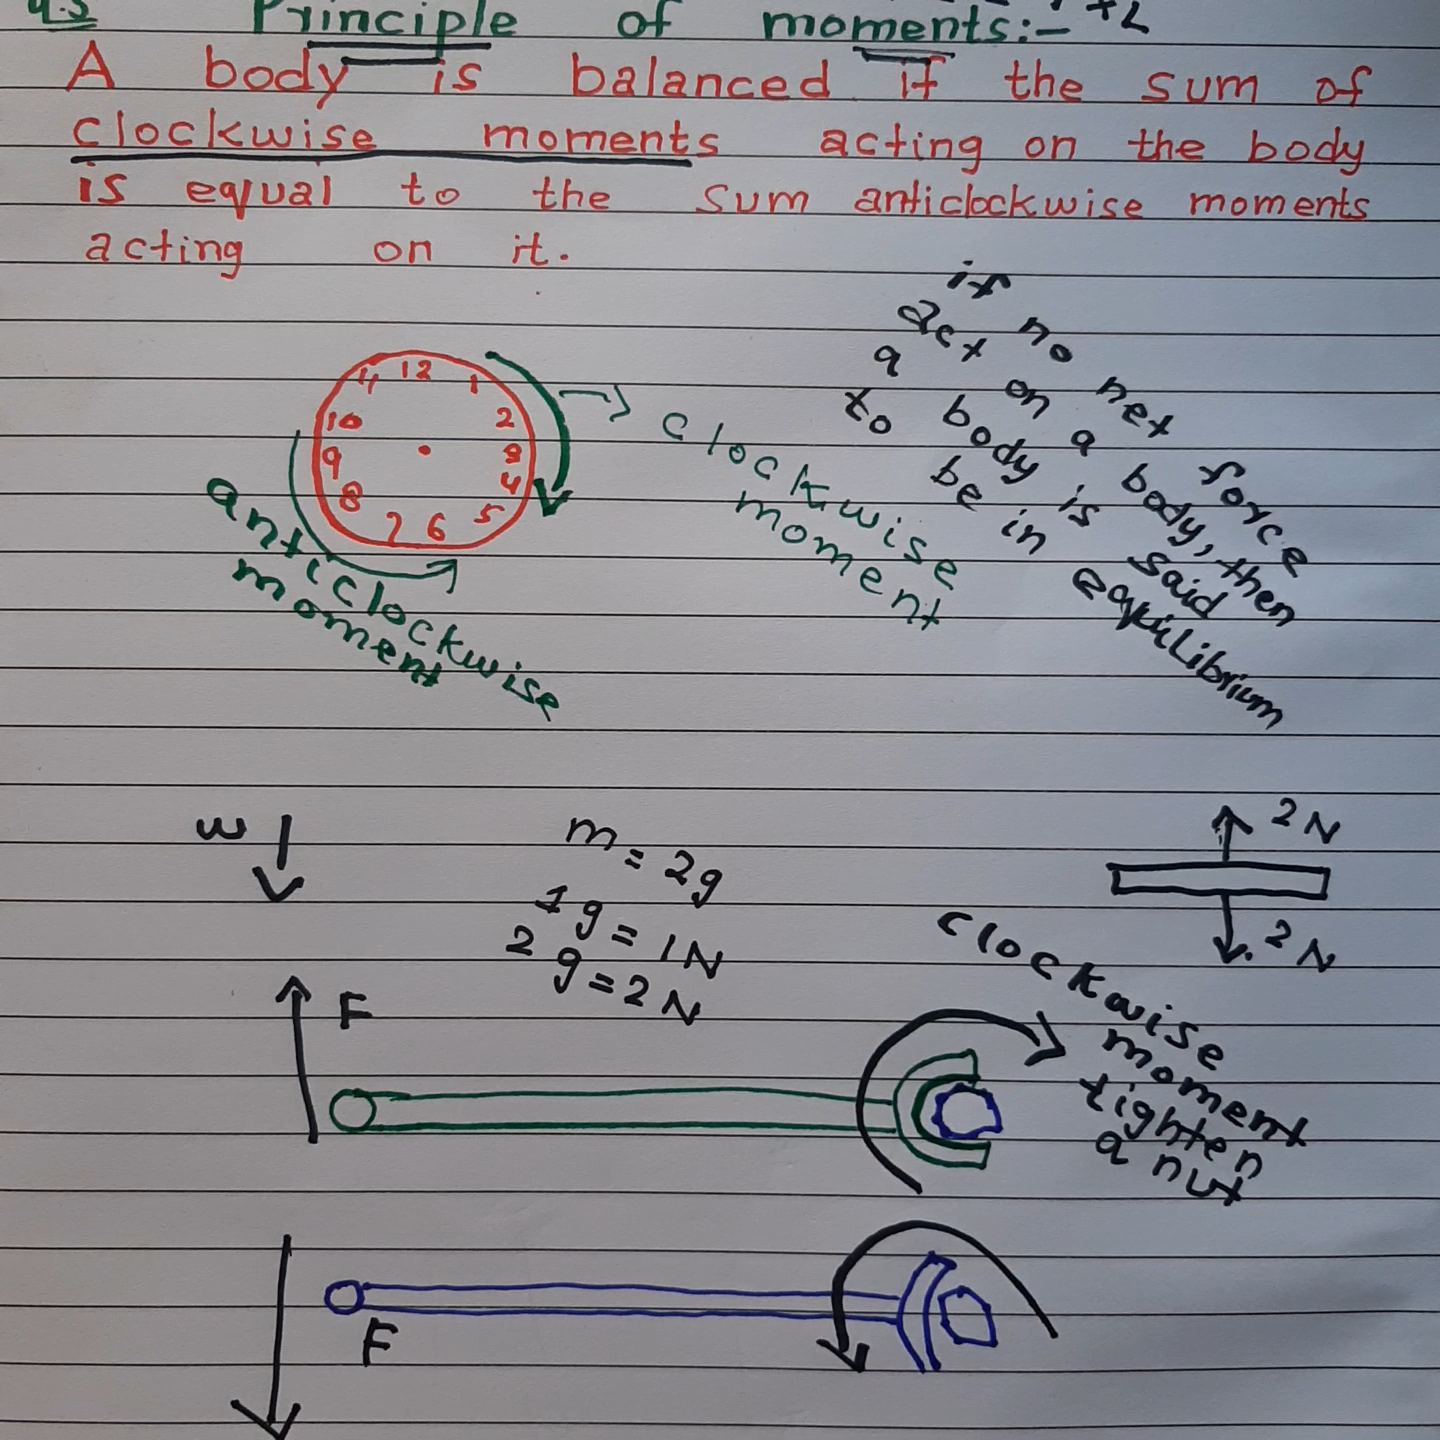 Principle of moments:-
A body is balanced if the sum of
clockwise moments acting on the body
is equal to the sum anticlockwise moments
acting on it.
if no net force
act on a body, then
a body is said
to be in equilibrium
11 12 1
10 2
9 3
8 4
7 6 5
clockwise
moment
anticlockwise
moment
w
m = 2g
1g = 1N
2g = 2N
2N
2N
F
clockwise
moment
tighten
a nut
F